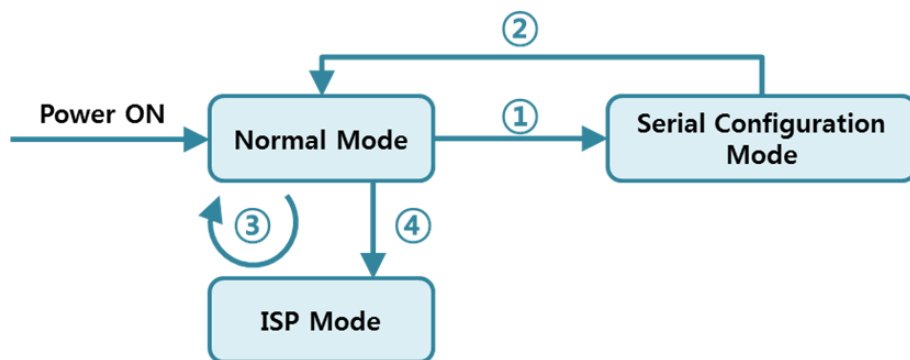 ②
Power ON
Normal Mode
①
Serial Configuration
Mode
③
④
ISP Mode